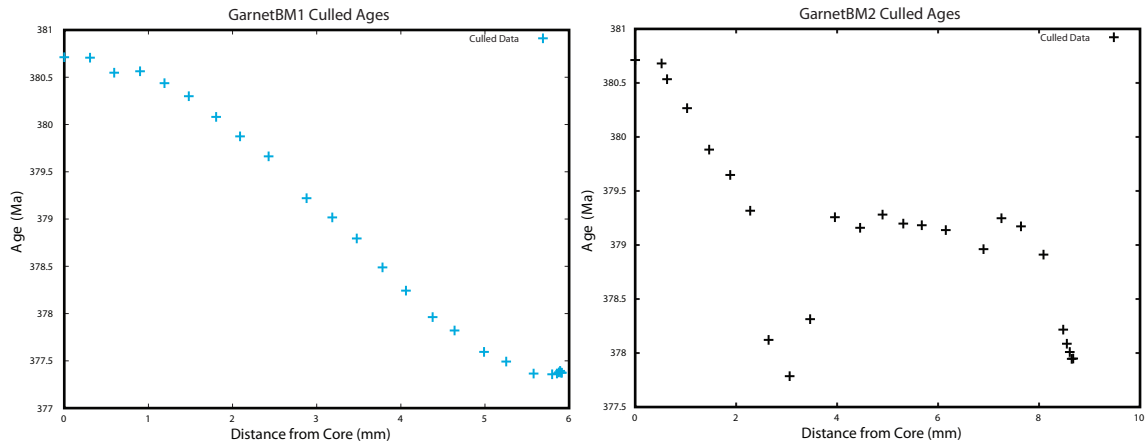 GarnetBM1 Culled Ages
Culled Data
381
380.5
380
379.5
379
378.5
378
377.5
377
Age (Ma)
0 1 2 3 4 5 6
Distance from Core (mm)
GarnetBM2 Culled Ages
Culled Data
381
380.5
380
379.5
379
378.5
378
377.5
Age (Ma)
0 2 4 6 8 10
Distance from Core (mm)